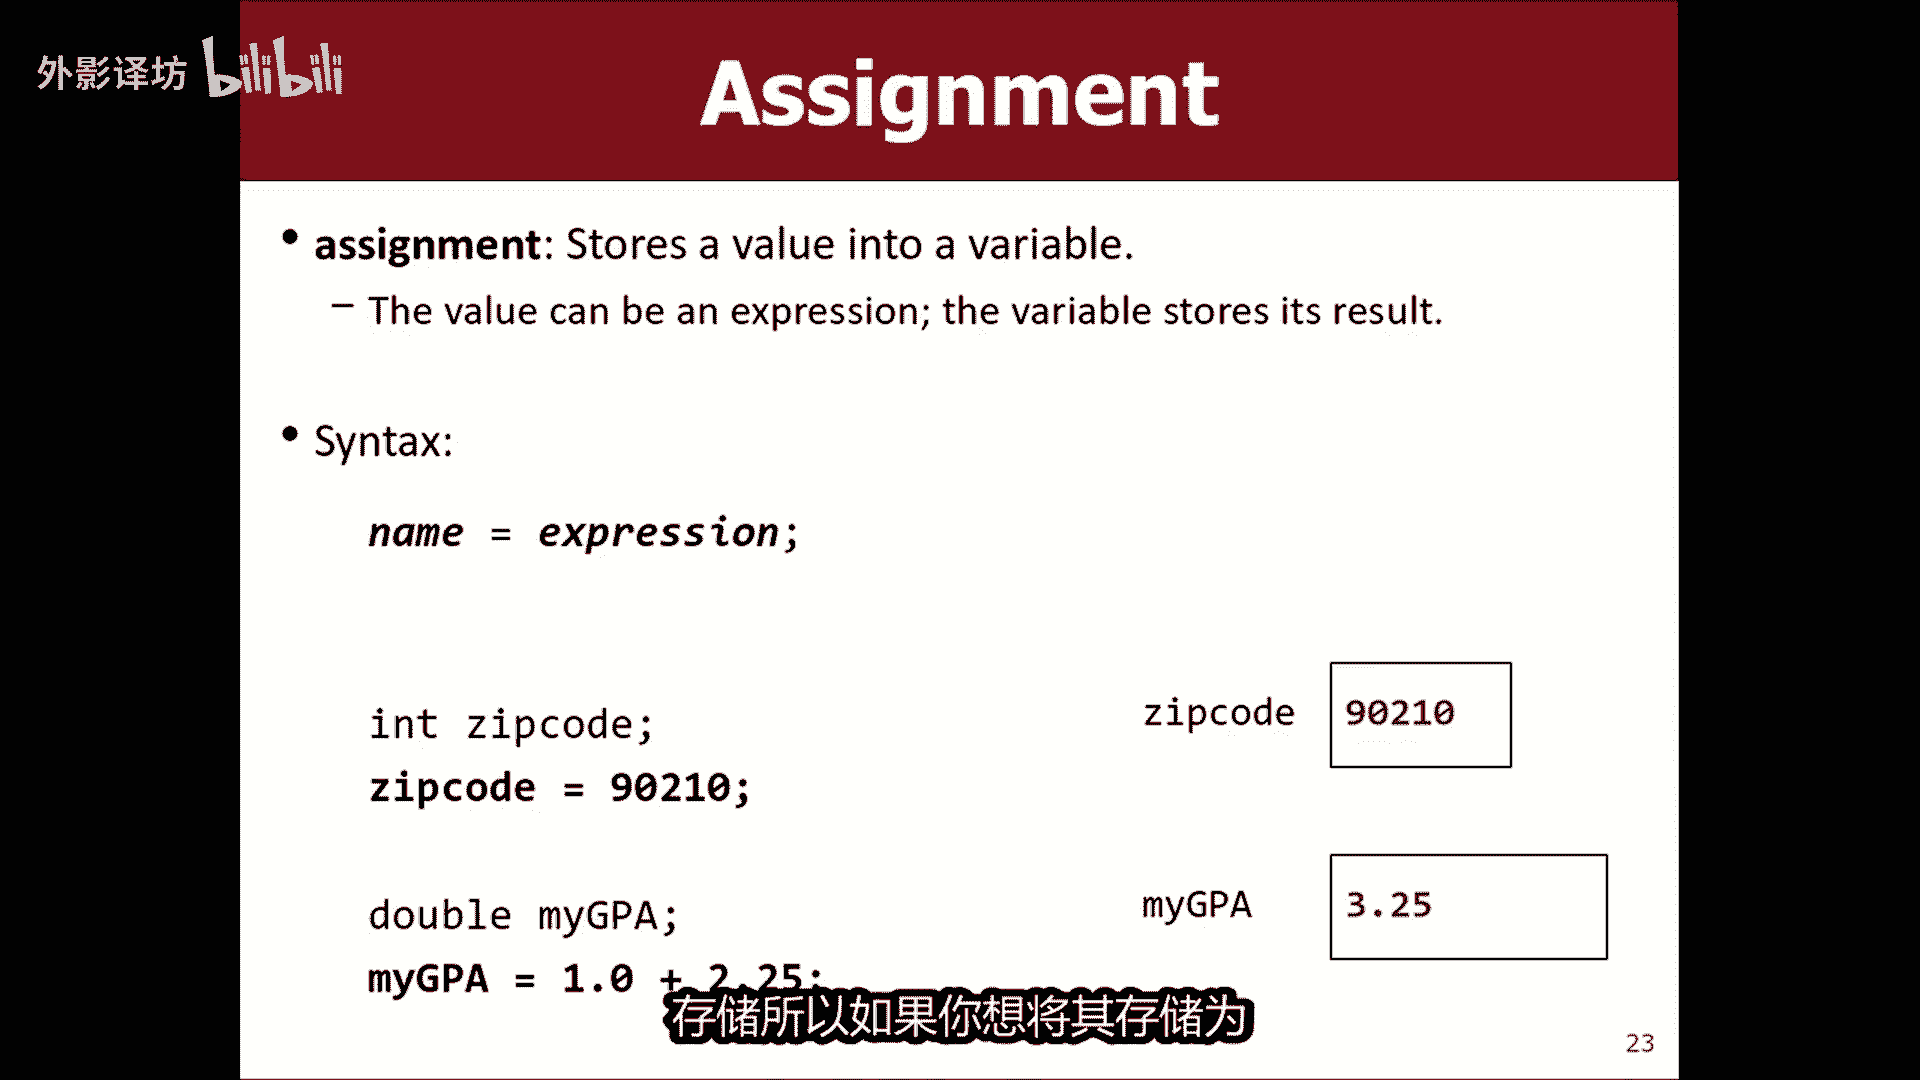 外影译坊 bilibili
Assignment
• assignment: Stores a value into a variable.
– The value can be an expression; the variable stores its result.
• Syntax:
name = expression;
int zipcode;
zipcode = 90210;
zipcode 90210
double myGPA;
myGPA = 1.0 + 2.25;
myGPA 3.25
存储所以如果你想将其存储为
23